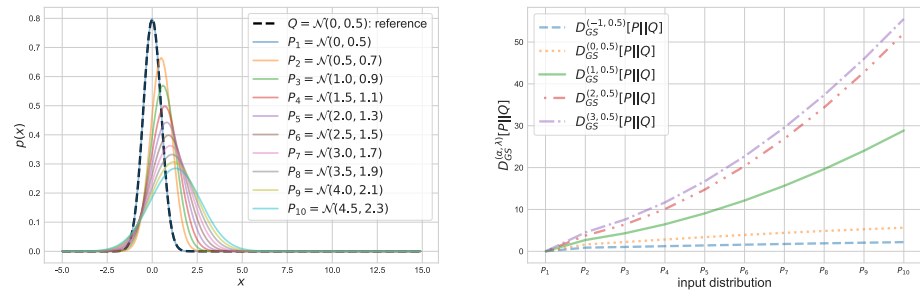 Q = 𝒩(0, 0.5): reference
P₁ = 𝒩(0, 0.5)
P₂ = 𝒩(0.5, 0.7)
P₃ = 𝒩(1.0, 0.9)
P₄ = 𝒩(1.5, 1.1)
P₅ = 𝒩(2.0, 1.3)
P₆ = 𝒩(2.5, 1.5)
P₇ = 𝒩(3.0, 1.7)
P₈ = 𝒩(3.5, 1.9)
P₉ = 𝒩(4.0, 2.1)
P₁₀ = 𝒩(4.5, 2.3)
p(x)
0.8
0.7
0.6
0.5
0.4
0.3
0.2
0.1
0.0
-5.0 -2.5 0.0 2.5 5.0 7.5 10.0 12.5 15.0
x
D_GS^(-1, 0.5)[P||Q]
D_GS^(0, 0.5)[P||Q]
D_GS^(1, 0.5)[P||Q]
D_GS^(2, 0.5)[P||Q]
D_GS^(3, 0.5)[P||Q]
D_GS^(α, λ)[P||Q]
50
40
30
20
10
0
P₁ P₂ P₃ P₄ P₅ P₆ P₇ P₈ P₉ P₁₀
input distribution